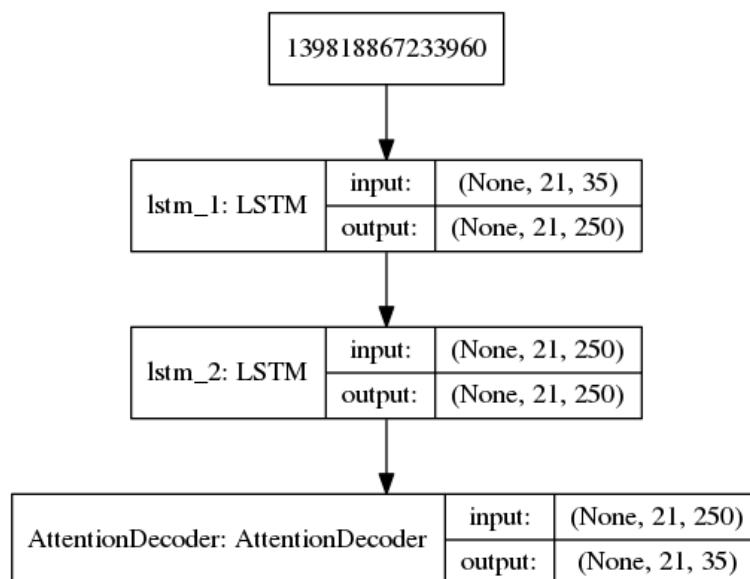 139818867233960
lstm_1: LSTM
input:
(None, 21, 35)
output:
(None, 21, 250)
lstm_2: LSTM
input:
(None, 21, 250)
output:
(None, 21, 250)
AttentionDecoder: AttentionDecoder
input:
(None, 21, 250)
output:
(None, 21, 35)